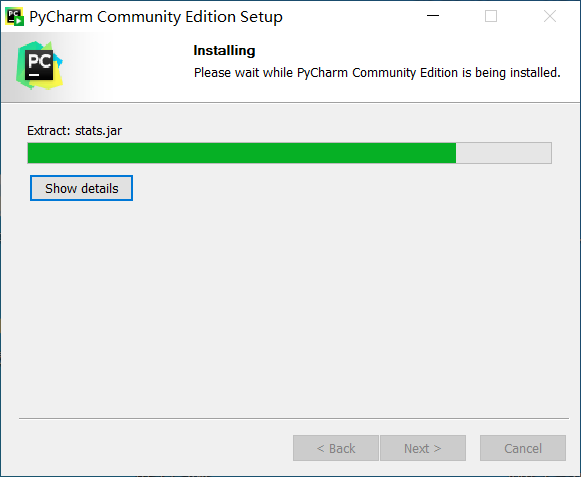 PyCharm Community Edition Setup
PC
Installing
Please wait while PyCharm Community Edition is being installed.
Extract: stats.jar
Show details
< Back
Next >
Cancel